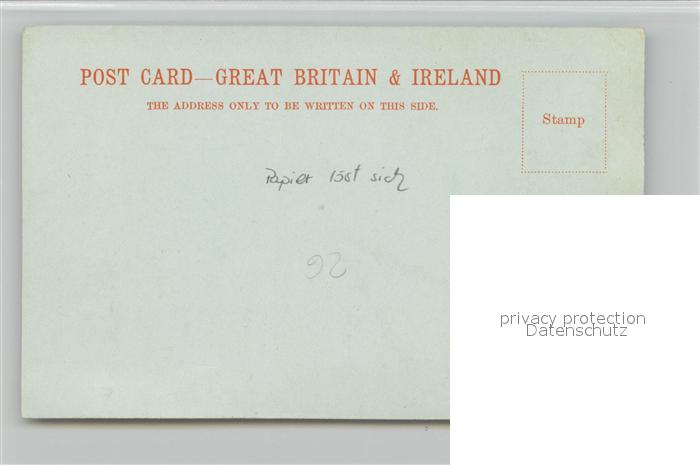 POST CARD—GREAT BRITAIN & IRELAND
THE ADDRESS ONLY TO BE WRITTEN ON THIS SIDE.
Stamp
Papier löst sich
92
privacy protection
Datenschutz